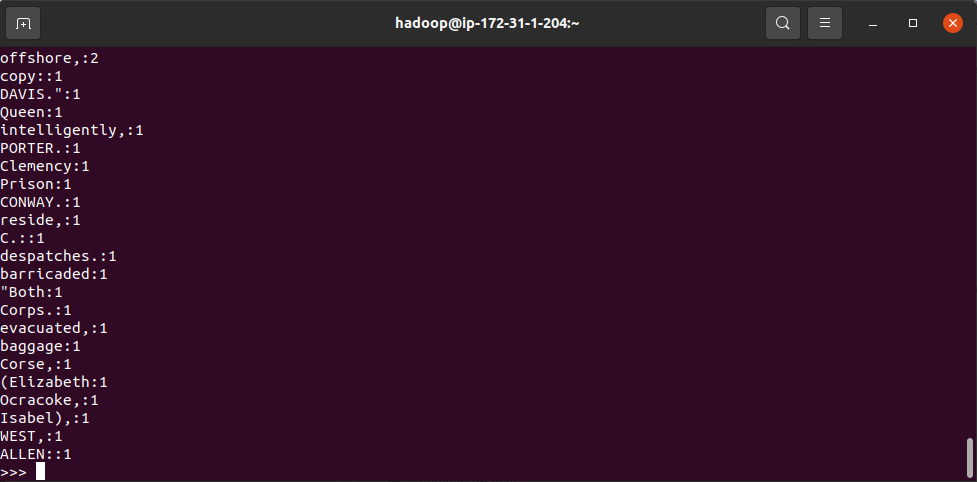 hadoop@ip-172-31-1-204:~
offshore,:2
copy::1
DAVIS.":1
Queen:1
intelligently,:1
PORTER.:1
Clemency:1
Prison:1
CONWAY.:1
reside,:1
C.::1
despatches.:1
barricaded:1
"Both:1
Corps.:1
evacuated,:1
baggage:1
Corse,:1
(Elizabeth:1
Ocracoke,:1
Isabel),:1
WEST,:1
ALLEN::1
>>>